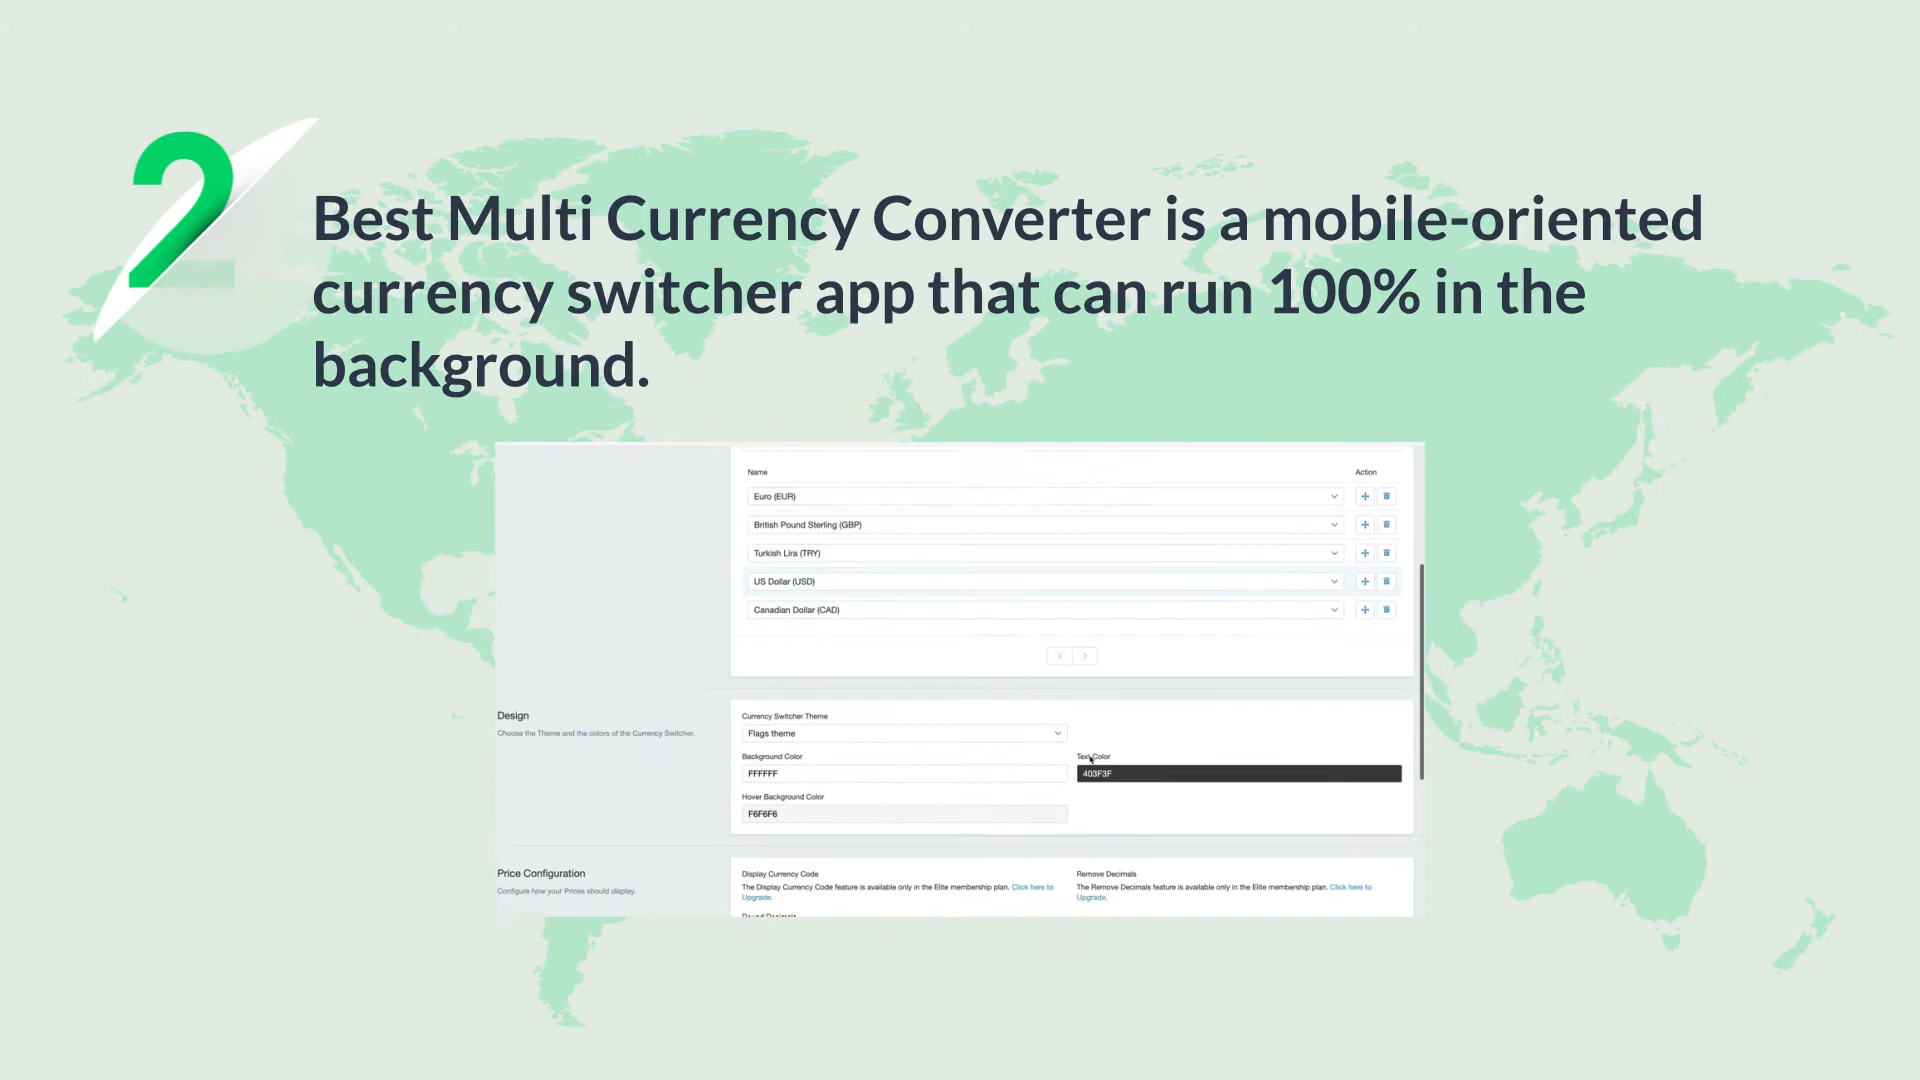 2
Best Multi Currency Converter is a mobile-oriented
currency switcher app that can run 100% in the
background.
Name
Action
Euro (EUR)
British Pound Sterling (GBP)
Turkish Lira (TRY)
US Dollar (USD)
Canadian Dollar (CAD)
Design
Choose the Theme and the colors of the Currency Switcher.
Currency Switcher Theme
Flags theme
Background Color
Text Color
FFFFFF
403F3F
Hover Background Color
F6F6F6
Price Configuration
Configure how your Prices should display.
Display Currency Code
The Display Currency Code feature is available only in the Elite membership plan. Click here to
Upgrade.
Remove Decimals
The Remove Decimals feature is available only in the Elite membership plan. Click here to
Upgrade.